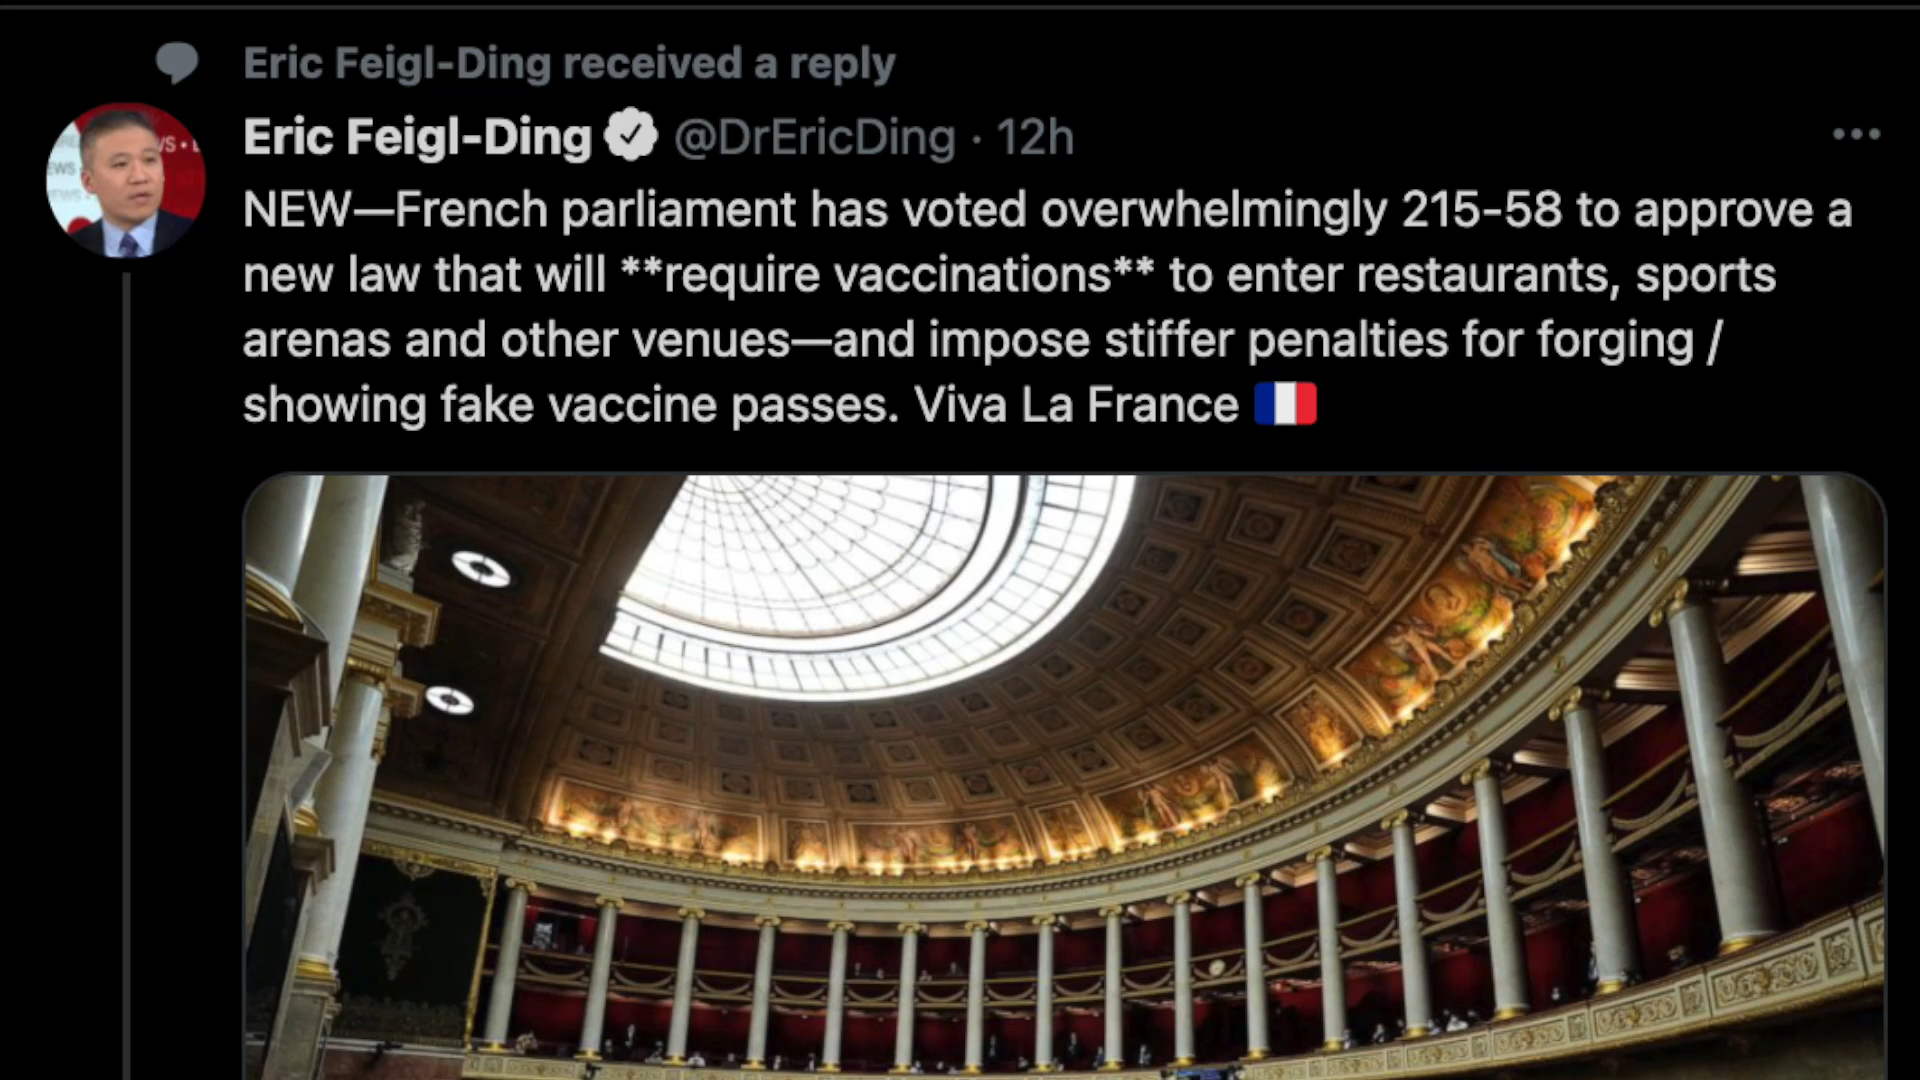 Eric Feigl-Ding received a reply
Eric Feigl-Ding @DrEricDing · 12h
NEW—French parliament has voted overwhelmingly 215-58 to approve a
new law that will **require vaccinations** to enter restaurants, sports
arenas and other venues—and impose stiffer penalties for forging /
showing fake vaccine passes. Viva La France 🇫🇷